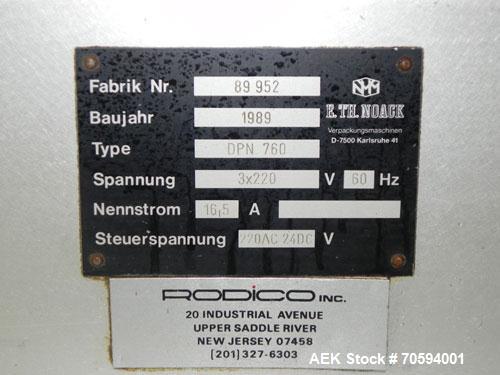 Fabrik Nr. 89 952
NHM
E. TH. NOACK
Verpackungsmaschinen
D-7500 Karlsruhe 41
Baujahr 1989
Type DPN 760
Spannung 3x220 V 60 Hz
Nennstrom 16,5 A
Steuerspannung 220AC 24DC V
RODICO INC.
20 INDUSTRIAL AVENUE
UPPER SADDLE RIVER
NEW JERSEY 07458
[201] 327-6303
AEK Stock # 70594001